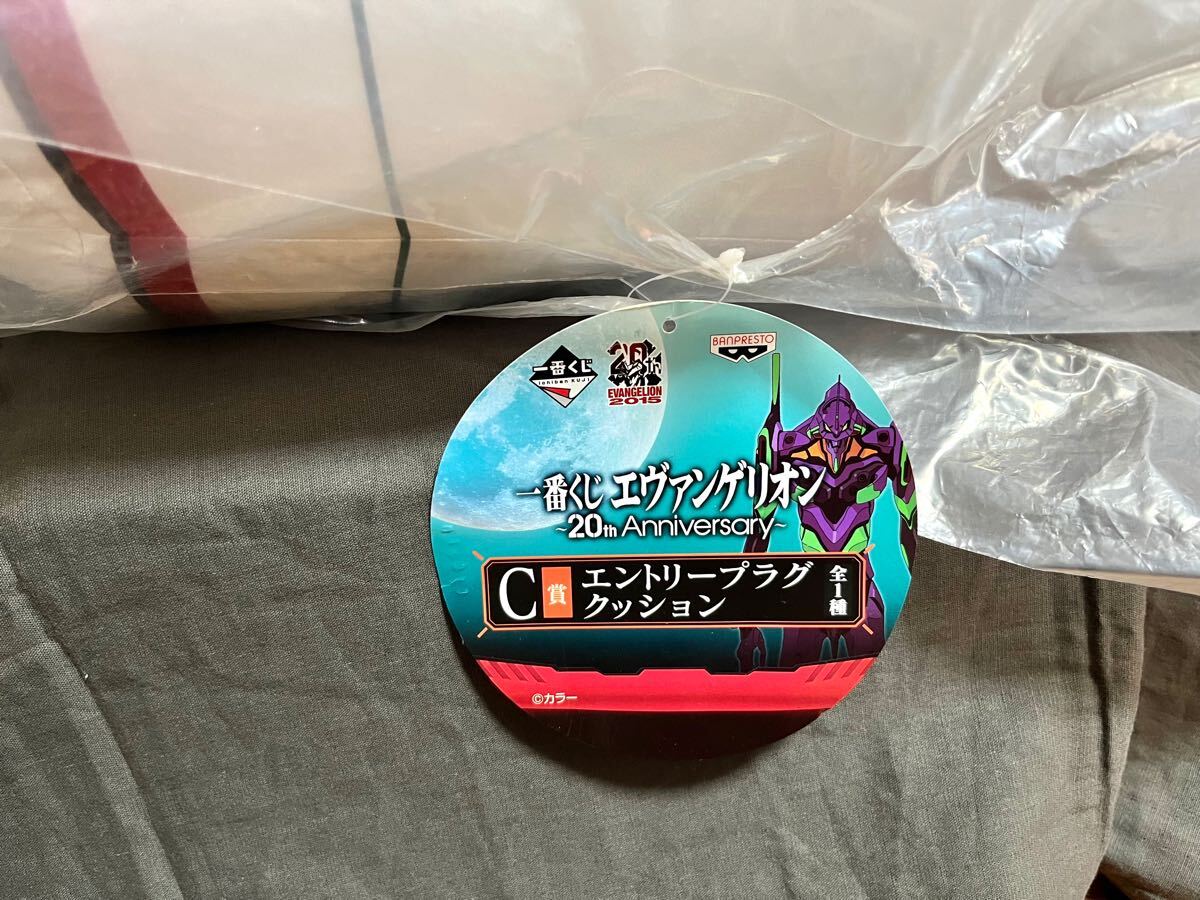 一番くじ
Ichiban KUJI
EVANGELION
2015
BANPRESTO
一番くじ エヴァンゲリオン
~20th Anniversary~
C賞 エントリープラグ
クッション
全1種
©カラー